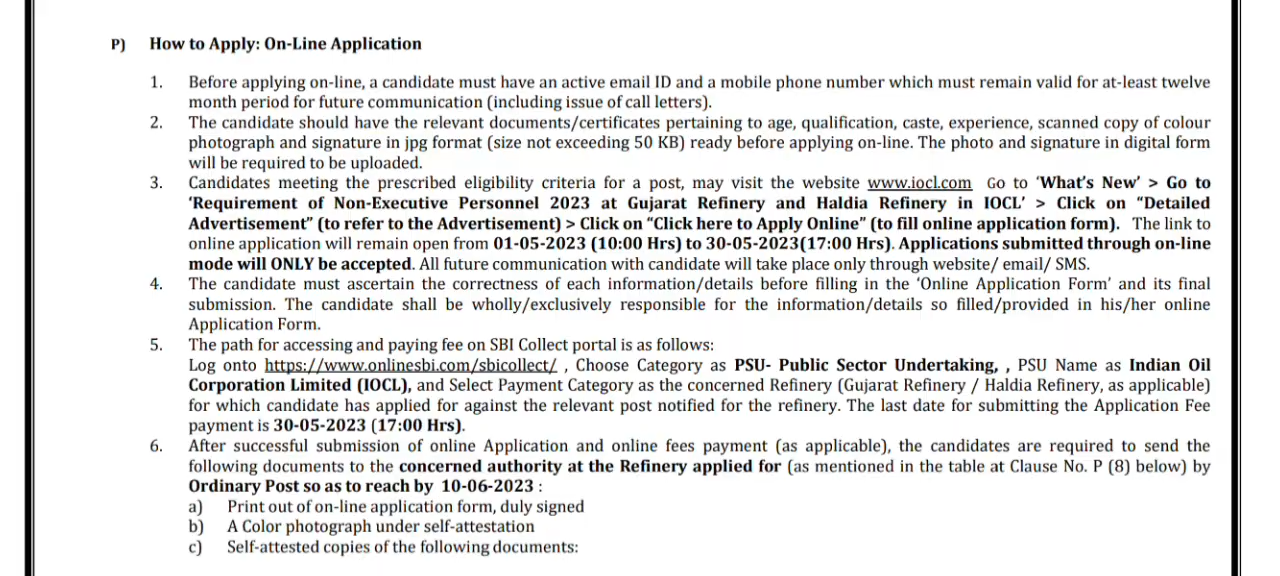 P) How to Apply: On-Line Application
1. Before applying on-line, a candidate must have an active email ID and a mobile phone number which must remain valid for at-least twelve
month period for future communication (including issue of call letters).
2. The candidate should have the relevant documents/certificates pertaining to age, qualification, caste, experience, scanned copy of colour
photograph and signature in jpg format (size not exceeding 50 KB) ready before applying on-line. The photo and signature in digital form
will be required to be uploaded.
3. Candidates meeting the prescribed eligibility criteria for a post, may visit the website www.iocl.com Go to ‘What’s New’ > Go to
‘Requirement of Non-Executive Personnel 2023 at Gujarat Refinery and Haldia Refinery in IOCL’ > Click on “Detailed
Advertisement” (to refer to the Advertisement) > Click on “Click here to Apply Online” (to fill online application form). The link to
online application will remain open from 01-05-2023 (10:00 Hrs) to 30-05-2023(17:00 Hrs). Applications submitted through on-line
mode will ONLY be accepted. All future communication with candidate will take place only through website/ email/ SMS.
4. The candidate must ascertain the correctness of each information/details before filling in the ‘Online Application Form’ and its final
submission. The candidate shall be wholly/exclusively responsible for the information/details so filled/provided in his/her online
Application Form.
5. The path for accessing and paying fee on SBI Collect portal is as follows:
Log onto https://www.onlinesbi.com/sbicollect/ , Choose Category as PSU- Public Sector Undertaking, , PSU Name as Indian Oil
Corporation Limited (IOCL), and Select Payment Category as the concerned Refinery (Gujarat Refinery / Haldia Refinery, as applicable)
for which candidate has applied for against the relevant post notified for the refinery. The last date for submitting the Application Fee
payment is 30-05-2023 (17:00 Hrs).
6. After successful submission of online Application and online fees payment (as applicable), the candidates are required to send the
following documents to the concerned authority at the Refinery applied for (as mentioned in the table at Clause No. P (8) below) by
Ordinary Post so as to reach by 10-06-2023 :
a) Print out of on-line application form, duly signed
b) A Color photograph under self-attestation
c) Self-attested copies of the following documents: